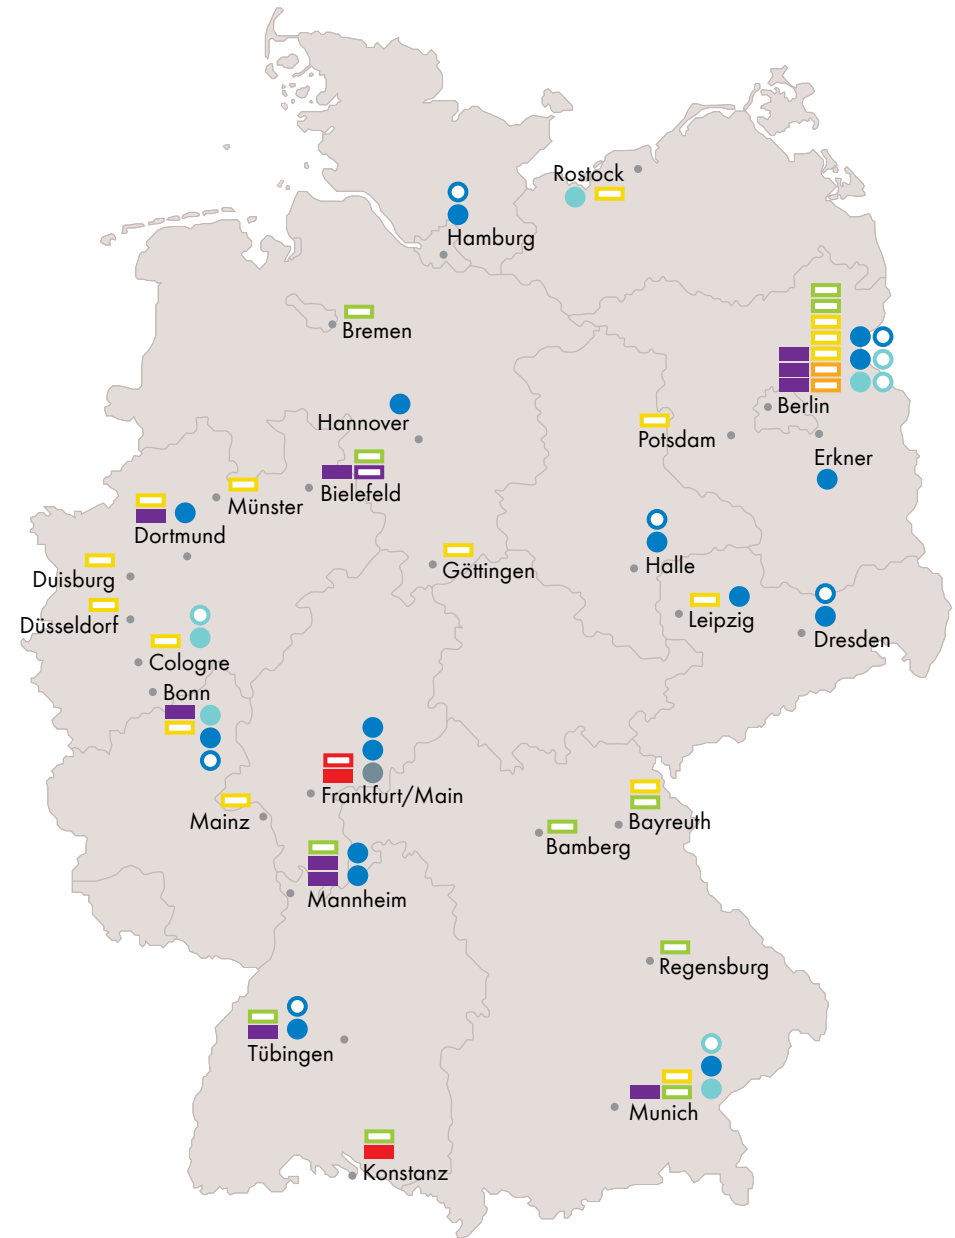 Rostock
Hamburg
Bremen
Berlin
Hannover
Potsdam
Erkner
Bielefeld
Münster
Dortmund
Halle
Göttingen
Duisburg
Leipzig
Düsseldorf
Dresden
Cologne
Bonn
Frankfurt/Main
Mainz
Bayreuth
Bamberg
Mannheim
Regensburg
Tübingen
Munich
Konstanz